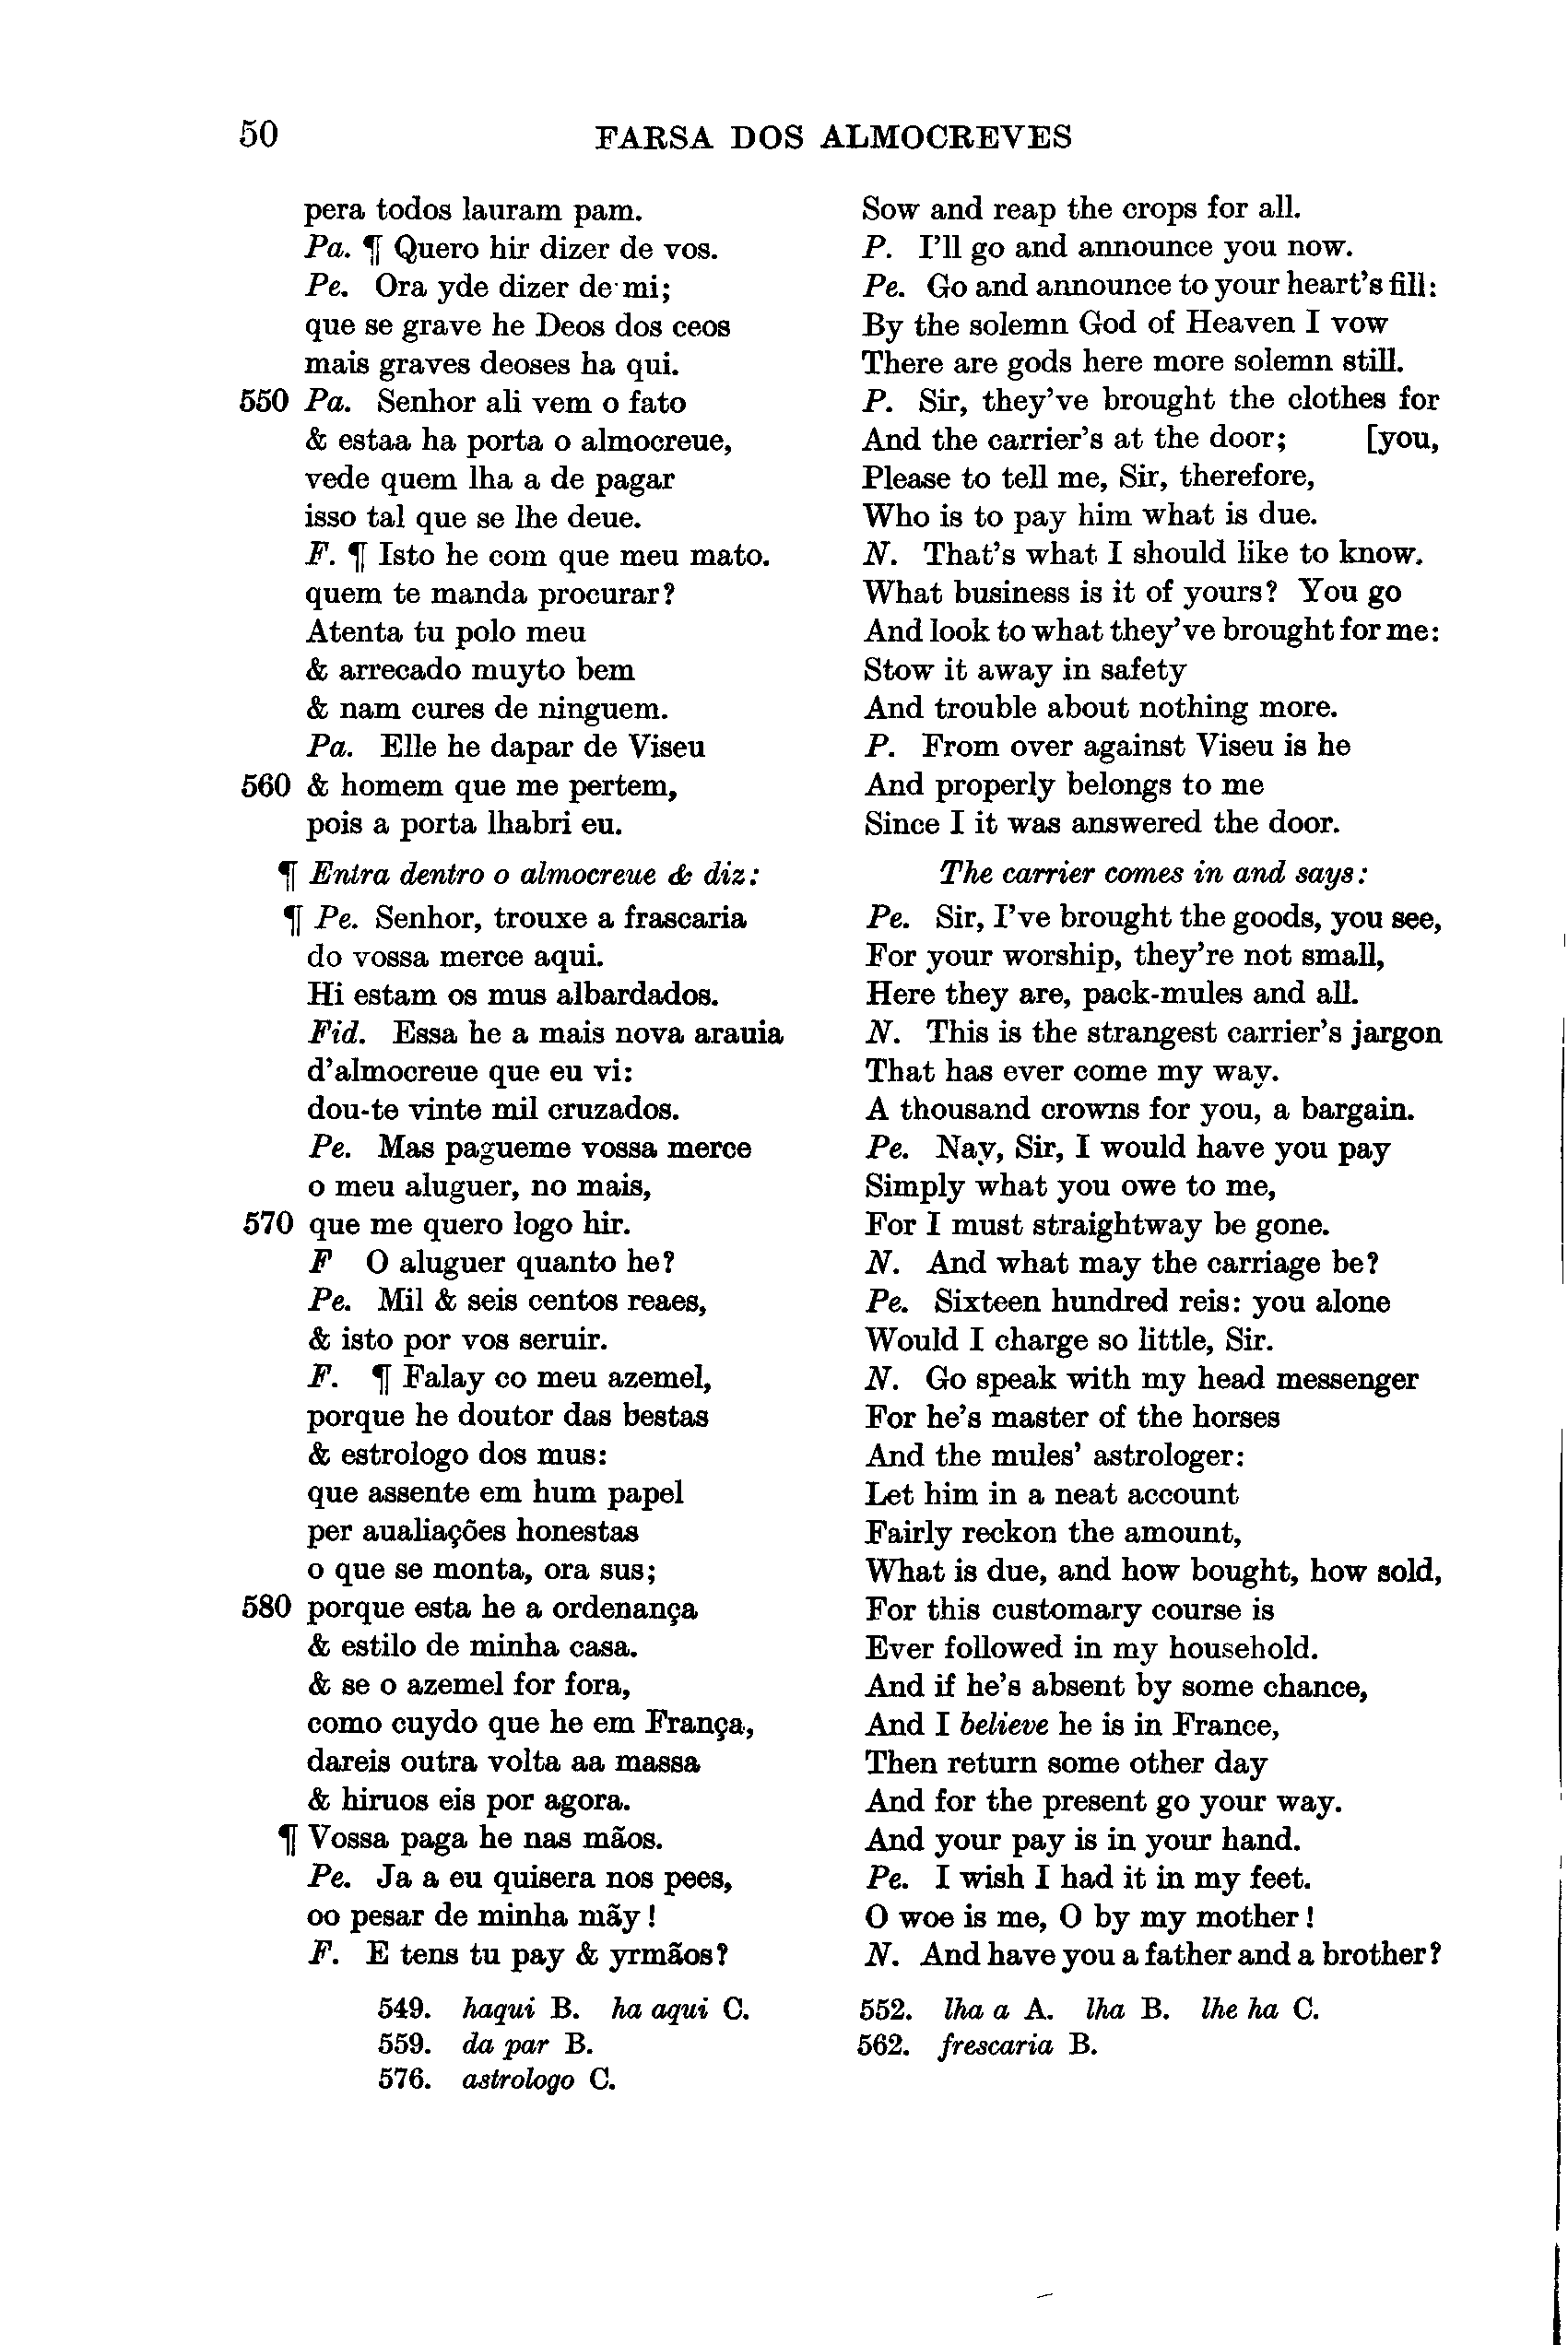 50
FARSA DOS ALMOCREVES
pera todos lauram pam.
Pa. ¶ Quero hir dizer de vos.
Pe. Ora yde dizer de mi;
que se grave he Deos dos ceos
mais graves deoses ha qui.
550 Pa. Senhor ali vem o fato
& estaa ha porta o almocreue,
vede quem lha a de pagar
isso tal que se lhe deue.
F. ¶ Isto he com que meu mato.
quem te manda procurar?
Atenta tu polo meu
& arrecado muyto bem
& nam cures de ninguem.
Pa. Elle he dapar de Viseu
560 & homem que me pertem,
pois a porta lhabri eu.
¶ Entra dentro o almocreue & diz:
¶ Pe. Senhor, trouxe a frascaria
do vossa merce aqui.
Hi estam os mus albardados.
Fid. Essa he a mais nova arauia
d'almocreue que eu vi:
dou-te vinte mil cruzados.
Pe. Mas pagueme vossa merce
o meu aluguer, no mais,
570 que me quero logo hir.
F O aluguer quanto he?
Pe. Mil & seis centos reaes,
& isto por vos seruir.
F. ¶ Falay co meu azemel,
porque he doutor das bestas
& estrologo dos mus:
que assente em hum papel
per aualiações honestas
o que se monta, ora sus;
580 porque esta he a ordenança
& estilo de minha casa.
& se o azemel for fora,
como cuydo que he em França,
dareis outra volta aa massa
& hiruos eis por agora.
¶ Vossa paga he nas mãos.
Pe. Ja a eu quisera nos pees,
oo pesar de minha mãy!
F. E tens tu pay & yrmãos?
Sow and reap the crops for all.
P. I'll go and announce you now.
Pe. Go and announce to your heart's fill:
By the solemn God of Heaven I vow
There are gods here more solemn still.
P. Sir, they've brought the clothes for
And the carrier's at the door; [you,
Please to tell me, Sir, therefore,
Who is to pay him what is due.
N. That's what I should like to know.
What business is it of yours? You go
And look to what they've brought for me:
Stow it away in safety
And trouble about nothing more.
P. From over against Viseu is he
And properly belongs to me
Since I it was answered the door.
The carrier comes in and says:
Pe. Sir, I've brought the goods, you see,
For your worship, they're not small,
Here they are, pack-mules and all.
N. This is the strangest carrier's jargon
That has ever come my way.
A thousand crowns for you, a bargain.
Pe. Nay, Sir, I would have you pay
Simply what you owe to me,
For I must straightway be gone.
N. And what may the carriage be?
Pe. Sixteen hundred reis: you alone
Would I charge so little, Sir.
N. Go speak with my head messenger
For he's master of the horses
And the mules' astrologer:
Let him in a neat account
Fairly reckon the amount,
What is due, and how bought, how sold,
For this customary course is
Ever followed in my household.
And if he's absent by some chance,
And I believe he is in France,
Then return some other day
And for the present go your way.
And your pay is in your hand.
Pe. I wish I had it in my feet.
O woe is me, O by my mother!
N. And have you a father and a brother?
549. haqui B. ha aqui C.
559. da par B.
576. astrologo C.
552. lha a A. lha B. lhe ha C.
562. frescaria B.